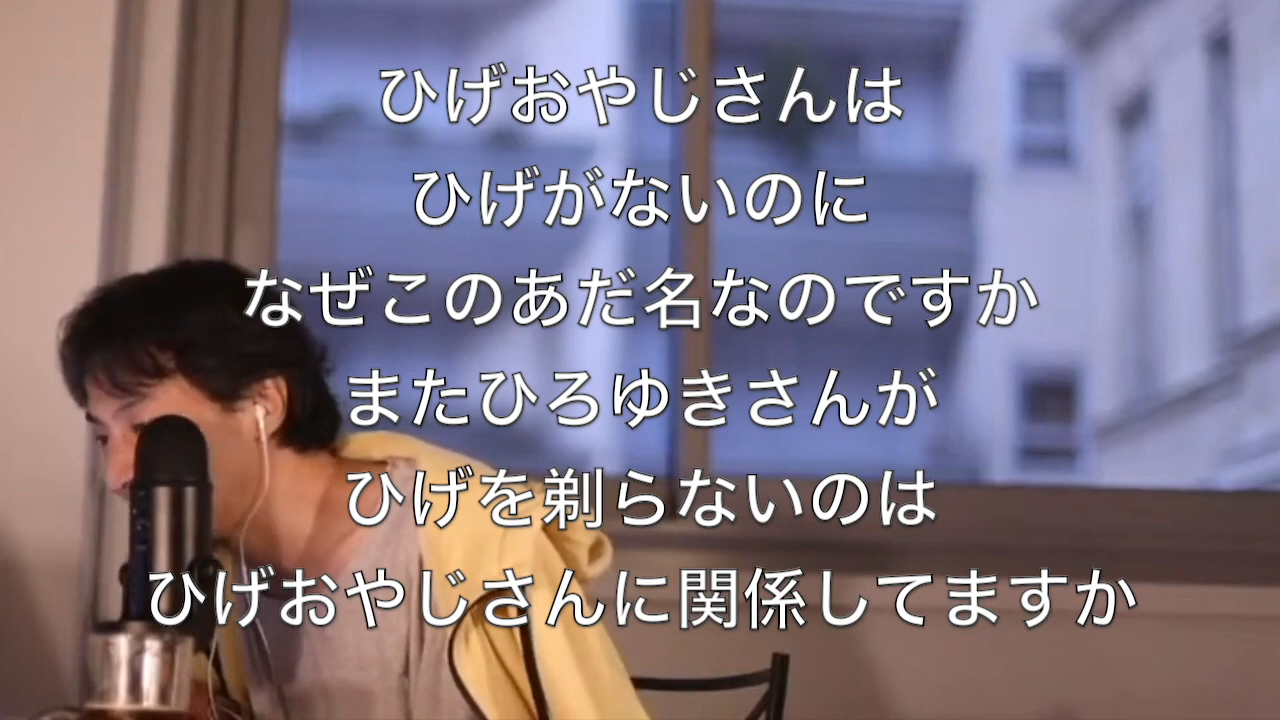 ひげおやじさんは
ひげがないのに
なぜこのあだ名なのですか
またひろゆきさんが
ひげを剃らないのは
ひげおやじさんに関係してますか